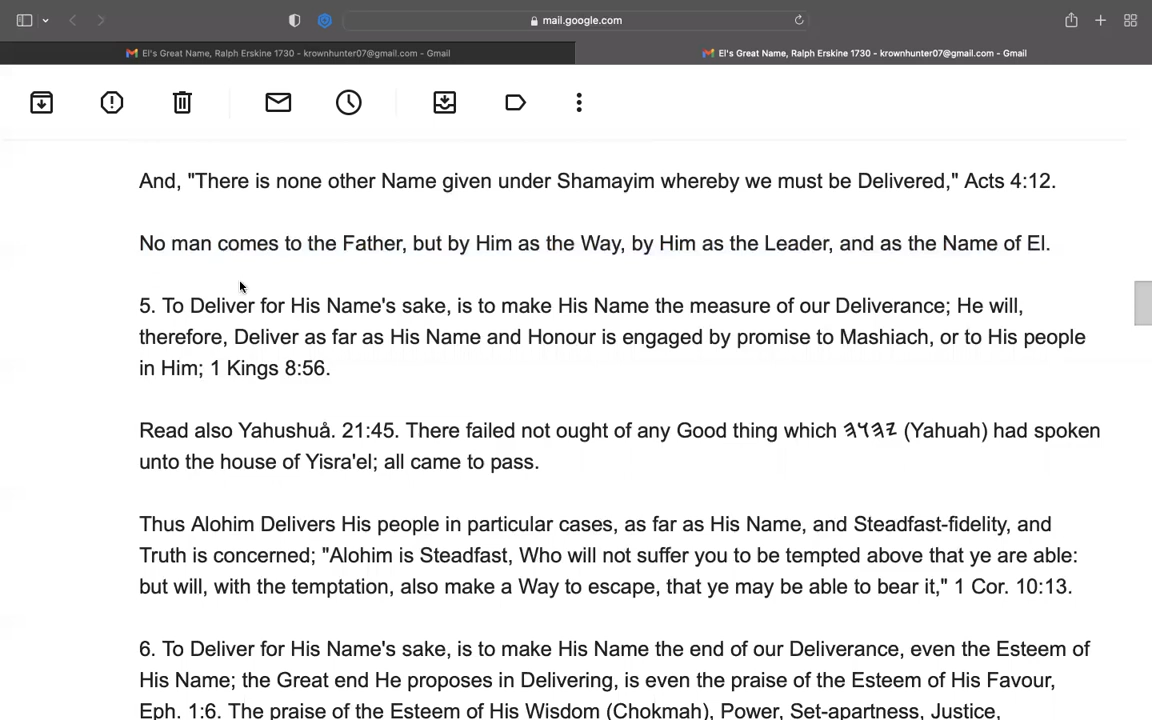 mail.google.com
El's Great Name, Ralph Erskine 1730 - krownhunter07@gmail.com - Gmail
El's Great Name, Ralph Erskine 1730 - krownhunter07@gmail.com - Gmail
And, "There is none other Name given under Shamayim whereby we must be Delivered," Acts 4:12.
No man comes to the Father, but by Him as the Way, by Him as the Leader, and as the Name of El.
5. To Deliver for His Name's sake, is to make His Name the measure of our Deliverance; He will,
therefore, Deliver as far as His Name and Honour is engaged by promise to Mashiach, or to His people
in Him; 1 Kings 8:56.
Read also Yahushuå. 21:45. There failed not ought of any Good thing which 𐤉𐤄𐤅𐤄 (Yahuah) had spoken
unto the house of Yisra'el; all came to pass.
Thus Alohim Delivers His people in particular cases, as far as His Name, and Steadfast-fidelity, and
Truth is concerned; "Alohim is Steadfast, Who will not suffer you to be tempted above that ye are able:
but will, with the temptation, also make a Way to escape, that ye may be able to bear it," 1 Cor. 10:13.
6. To Deliver for His Name's sake, is to make His Name the end of our Deliverance, even the Esteem of
His Name; the Great end He proposes in Delivering, is even the praise of the Esteem of His Favour,
Eph. 1:6. The praise of the Esteem of His Wisdom (Chokmah), Power, Set-apartness, Justice,